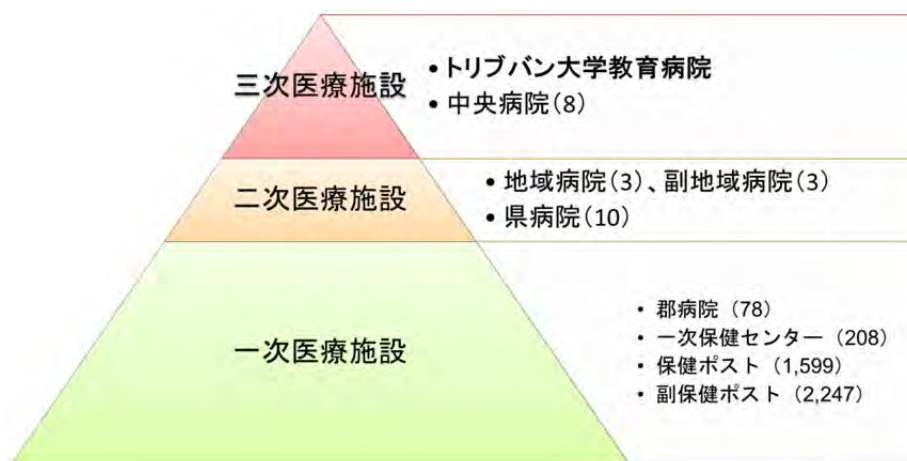 三次医療施設
• トリブバン大学教育病院
• 中央病院(8)
二次医療施設
• 地域病院(3)、副地域病院(3)
• 県病院(10)
一次医療施設
• 郡病院（78）
• 一次保健センター（208）
• 保健ポスト（1,599）
• 副保健ポスト（2,247）